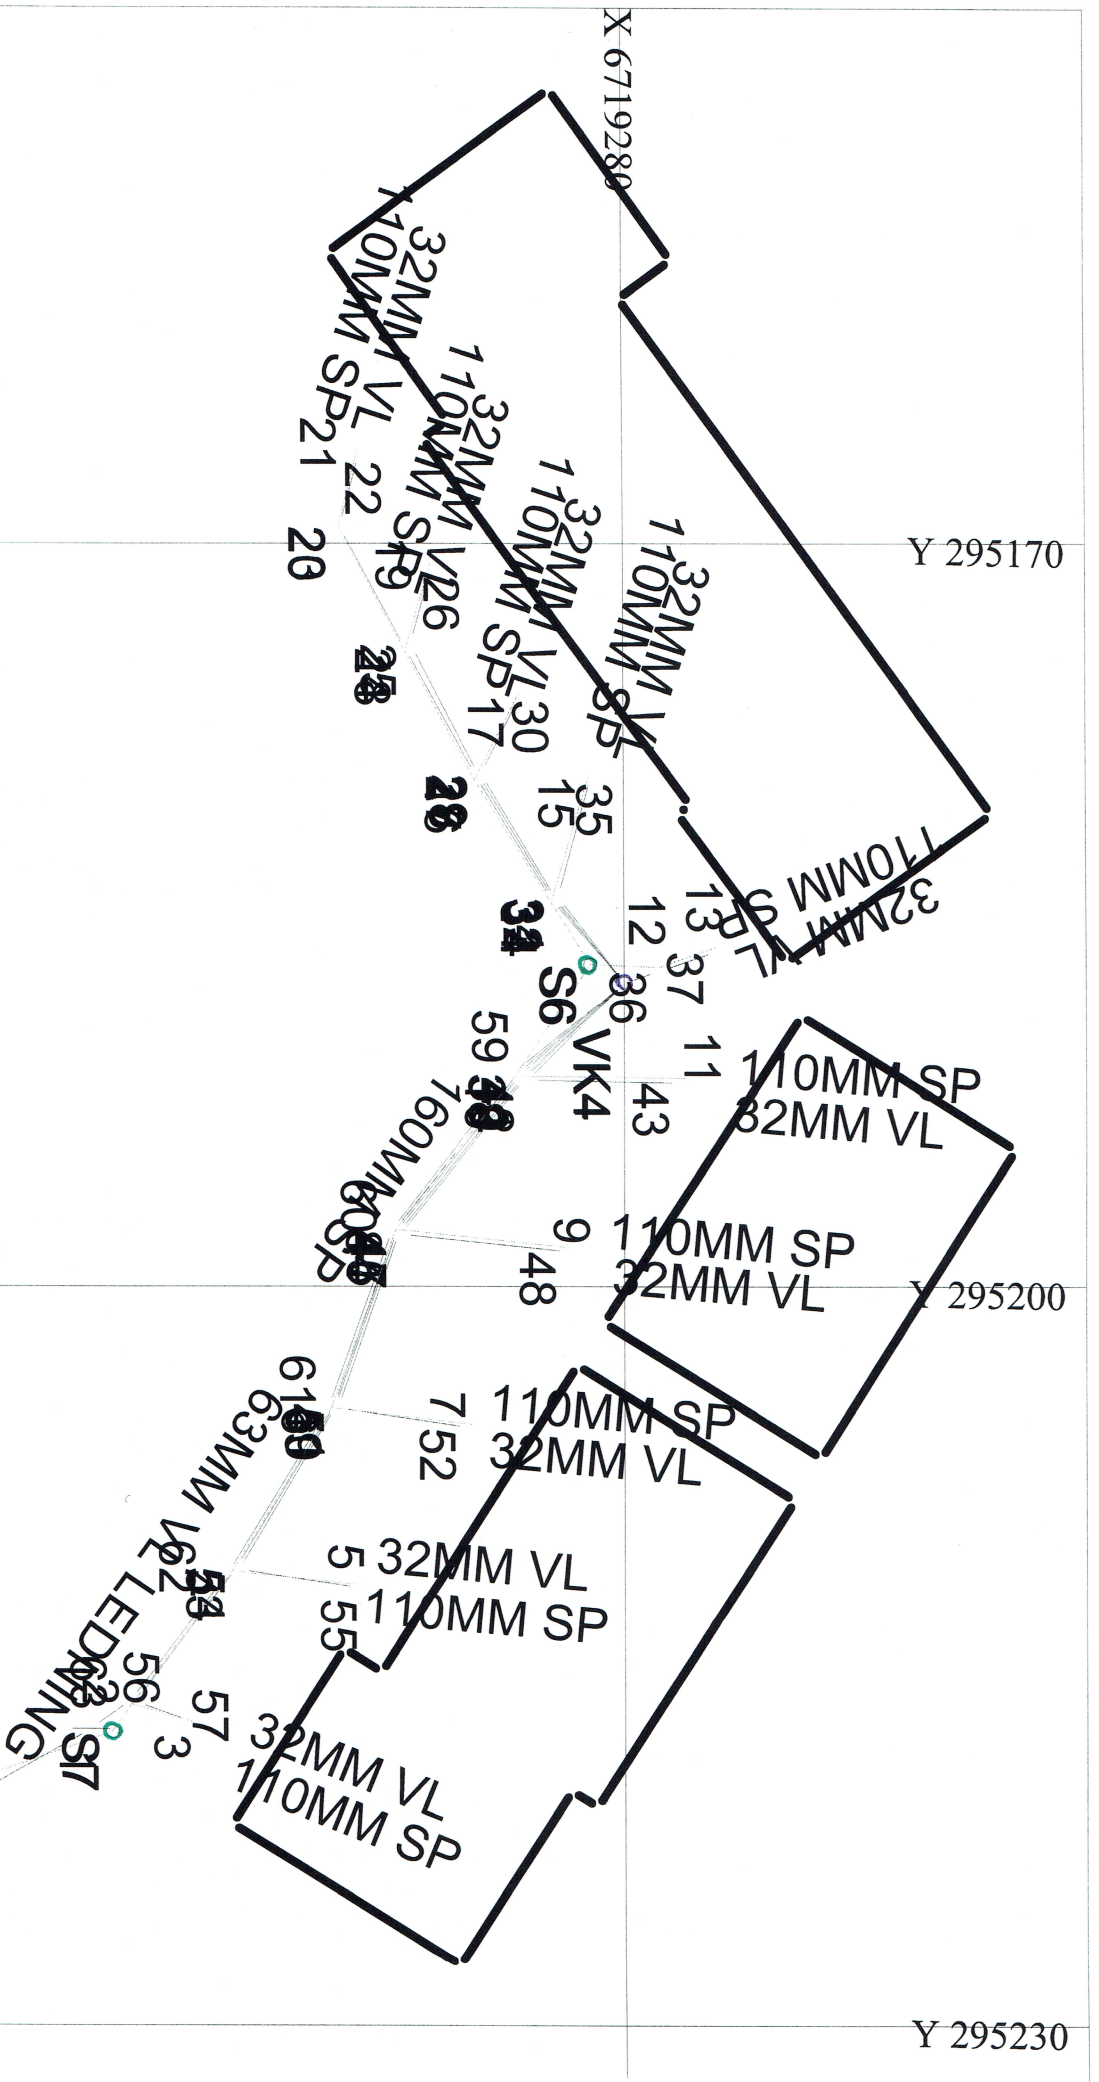 X 6719280
110MM SP
32MM VL
21
22
110MM SP
32MM VL
Y 295170
20
19
26
110MM SP
32MM VL
110MM SP
32MM VL
17
30
15
35
110MM SP
32MM VL
12
13
37
36
S6
VK4
11
43
110MM SP
32MM VL
59
160MM SP
60
9
48
110MM SP
32MM VL
Y 295200
61
7
52
110MM SP
32MM VL
63MM VL LEDNING
62
5
55
32MM VL
110MM SP
56
57
3
63
32MM VL
110MM SP
Y 295230